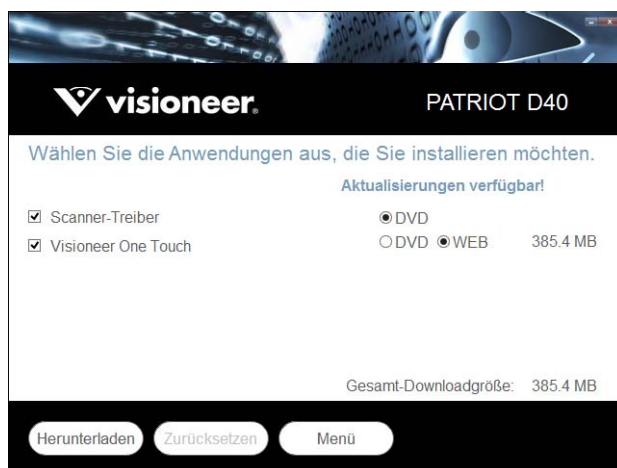 visioneer.
PATRIOT D40
Wählen Sie die Anwendungen aus, die Sie installieren möchten.
Aktualisierungen verfügbar!
Scanner-Treiber DVD
Visioneer One Touch DVD WEB 385.4 MB
Gesamt-Downloadgröße: 385.4 MB
Herunterladen Zurücksetzen Menü